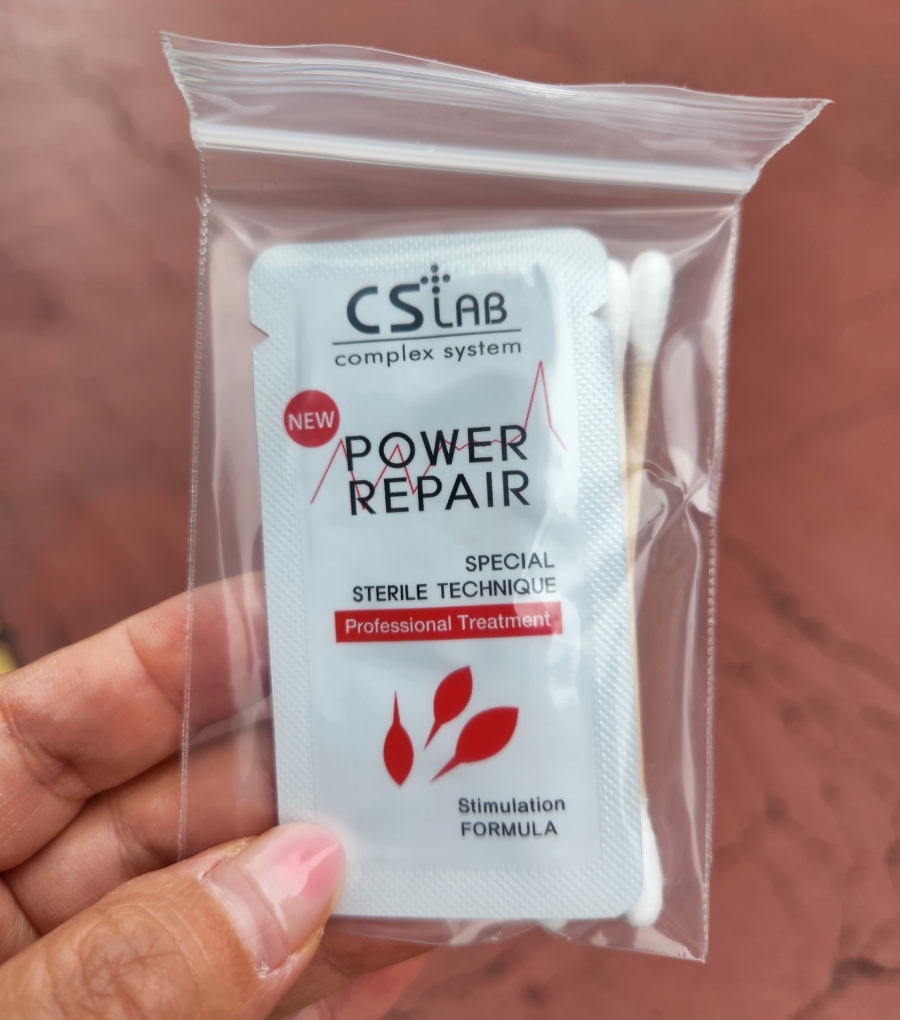 CSLAB
complex system
NEW
POWER
REPAIR
SPECIAL
STERILE TECHNIQUE
Professional Treatment
Stimulation
FORMULA